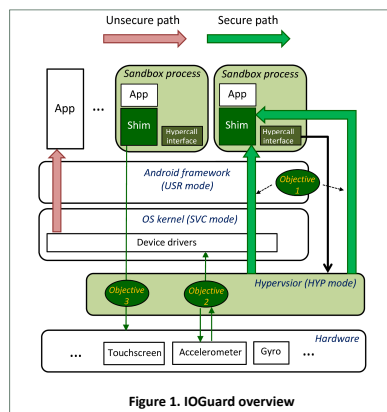 Unsecure path
Secure path
Sandbox process
Sandbox process
App
...
App
App
Shim
Hypercall
interface
Shim
Hypercall
interface
Android framework
(USR mode)
Objective
1
OS kernel (SVC mode)
Device drivers
Hypervsior (HYP mode)
Objective
3
Objective
2
Hardware
...
Touchscreen
Accelerometer
Gyro
...
Figure 1. IOGuard overview